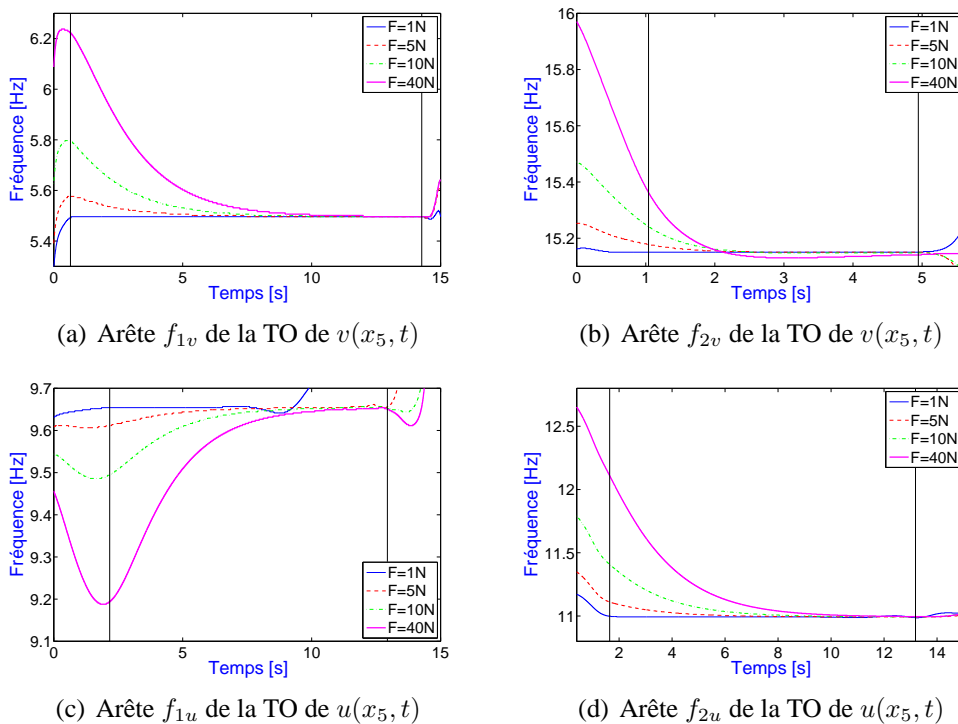 6.2
6
5.8
5.6
5.4
Fréquence [Hz]
0
5
10
15
Temps [s]
F=1N
F=5N
F=10N
F=40N
(a) Arête f1v de la TO de v(x5, t)
16
15.8
15.6
15.4
15.2
Fréquence [Hz]
0
1
2
3
4
5
Temps [s]
F=1N
F=5N
F=10N
F=40N
(b) Arête f2v de la TO de v(x5, t)
9.7
9.6
9.5
9.4
9.3
9.2
9.1
Fréquence [Hz]
0
5
10
15
Temps [s]
F=1N
F=5N
F=10N
F=40N
(c) Arête f1u de la TO de u(x5, t)
12.5
12
11.5
11
Fréquence [Hz]
2
4
6
8
10
12
14
Temps [s]
F=1N
F=5N
F=10N
F=40N
(d) Arête f2u de la TO de u(x5, t)